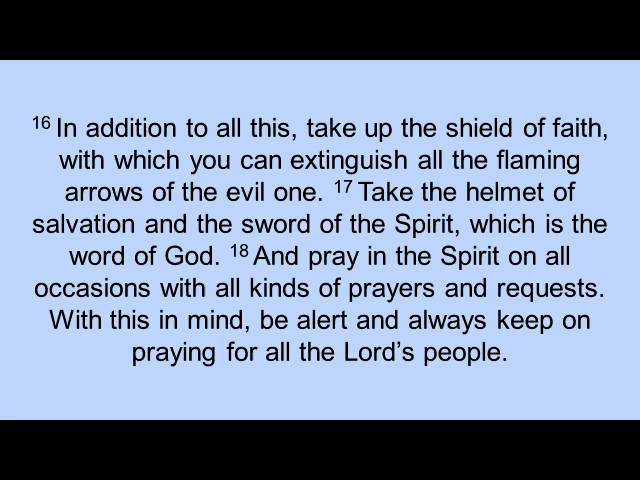 16 In addition to all this, take up the shield of faith,
with which you can extinguish all the flaming
arrows of the evil one. 17 Take the helmet of
salvation and the sword of the Spirit, which is the
word of God. 18 And pray in the Spirit on all
occasions with all kinds of prayers and requests.
With this in mind, be alert and always keep on
praying for all the Lord’s people.